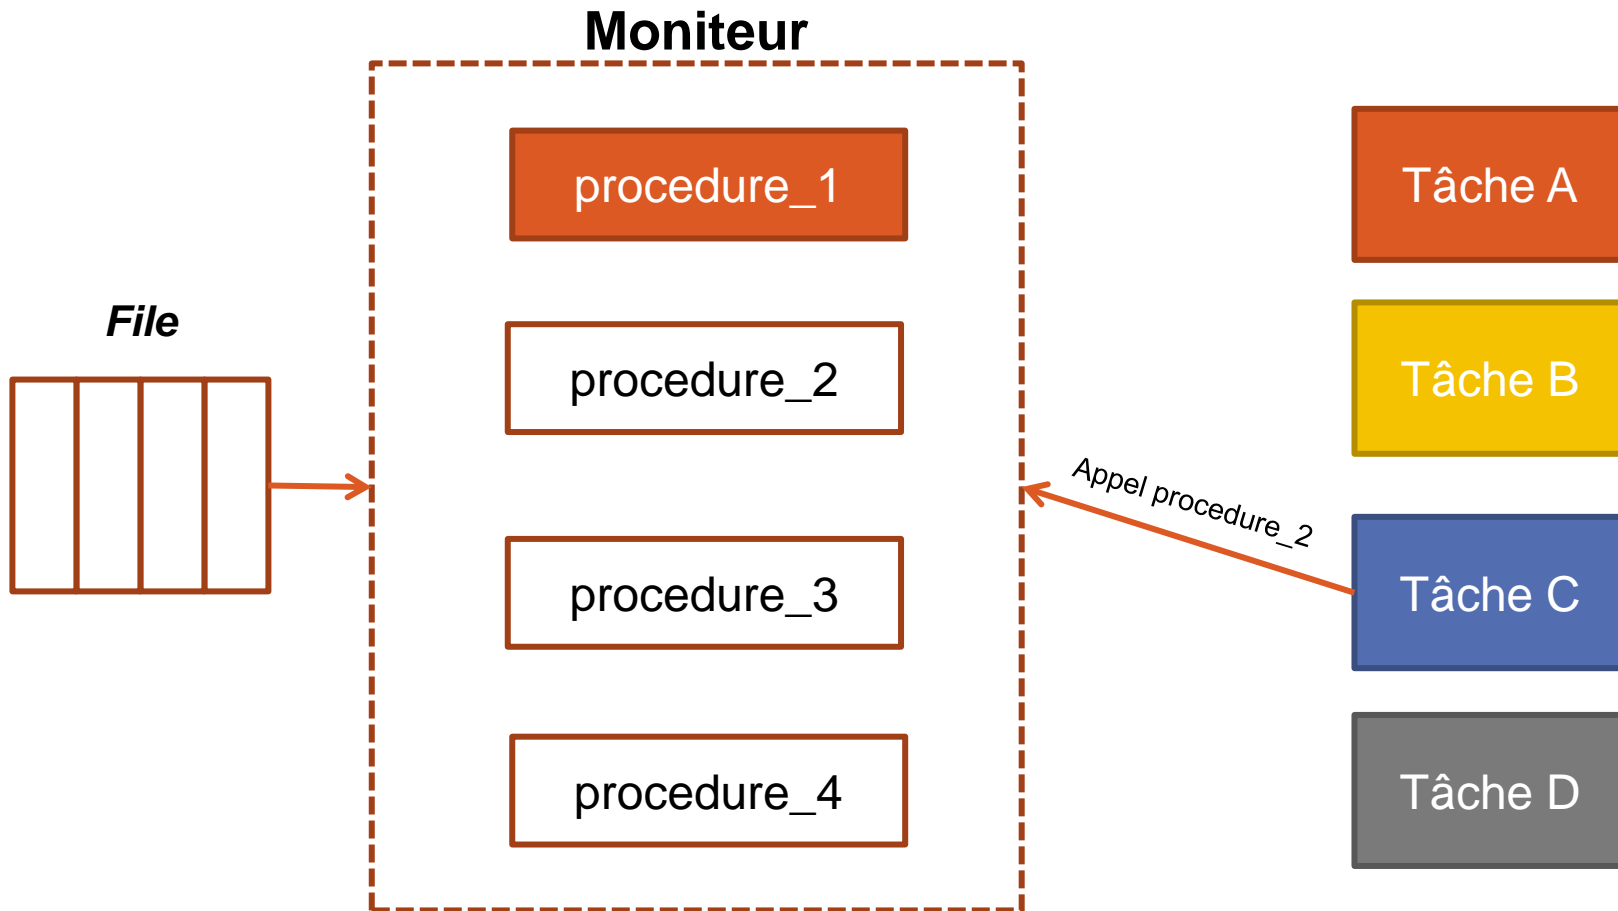 Moniteur
procedure_1
Tâche A
File
procedure_2
Tâche B
Appel procedure_2
procedure_3
Tâche C
procedure_4
Tâche D